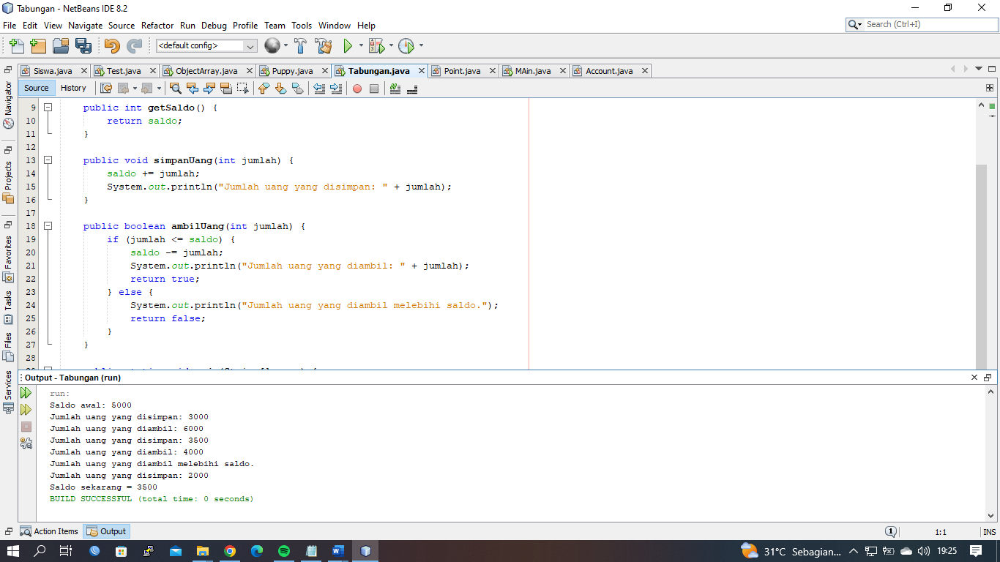 Tabungan - NetBeans IDE 8.2
File Edit View Navigate Source Refactor Run Debug Profile Team Tools Window Help
Search (Ctrl+I)
<default config>
Siswa.java Test.java ObjectArray.java Puppy.java Tabungan.java Point.java MAin.java Account.java
Source History
Navigator
Projects
Favorites
Tasks
Files
Services
9 public int getSaldo() {
10 return saldo;
11 }
12
13 public void simpanUang(int jumlah) {
14 saldo += jumlah;
15 System.out.println("Jumlah uang yang disimpan: " + jumlah);
16 }
17
18 public boolean ambilUang(int jumlah) {
19 if (jumlah <= saldo) {
20 saldo -= jumlah;
21 System.out.println("Jumlah uang yang diambil: " + jumlah);
22 return true;
23 } else {
24 System.out.println("Jumlah uang yang diambil melebihi saldo.");
25 return false;
26 }
27 }
28
Output - Tabungan (run)
run:
Saldo awal: 5000
Jumlah uang yang disimpan: 3000
Jumlah uang yang diambil: 6000
Jumlah uang yang disimpan: 3500
Jumlah uang yang diambil: 4000
Jumlah uang yang diambil melebihi saldo.
Jumlah uang yang disimpan: 2000
Saldo sekarang = 3500
BUILD SUCCESSFUL (total time: 0 seconds)
Action Items Output
1 1:1 INS
31°C Sebagian... 19:25